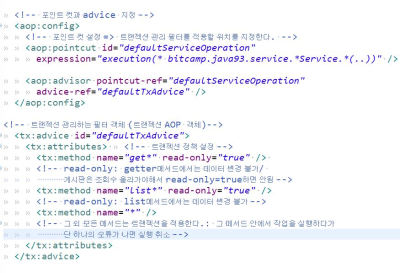 <!-- 포인트 컷과 advice 지정 -->
<aop:config>
<!-- 포인트 컷 설정 => 트랜잭션 관리 필터를 적용할 위치를 지정한다. -->
<aop:pointcut id="defaultServiceOperation"
expression="execution(* bitcamp.java93.service.*Service.*(..))" />
<aop:advisor pointcut-ref="defaultServiceOperation"
advice-ref="defaultTxAdvice" />
</aop:config>
<!-- 트랜잭션 관리하는 필터 객체 (트랜잭션 AOP 객체)-->
<tx:advice id="defaultTxAdvice">
<tx:attributes> <!-- 트랜잭션 정책 설정 -->
<tx:method name="get*" read-only="true" />
<!-- read-only: getter메서드에서는 데이터 변경 불가/
게시판은 조회수 올라가야해서 read-only=true하면 안됨 -->
<tx:method name="List*" read-only="true" />
<!-- read-only: list메서드에서는 데이터 변경 불가 -->
<tx:method name="*" />
<!-- 그 외 모든 메서드는 트랜잭션을 적용한다.: 그 메서드 안에서 작업을 실행하다가
단 하나의 오류가 나면 실행 취소 -->
</tx:attributes>
</tx:advice>